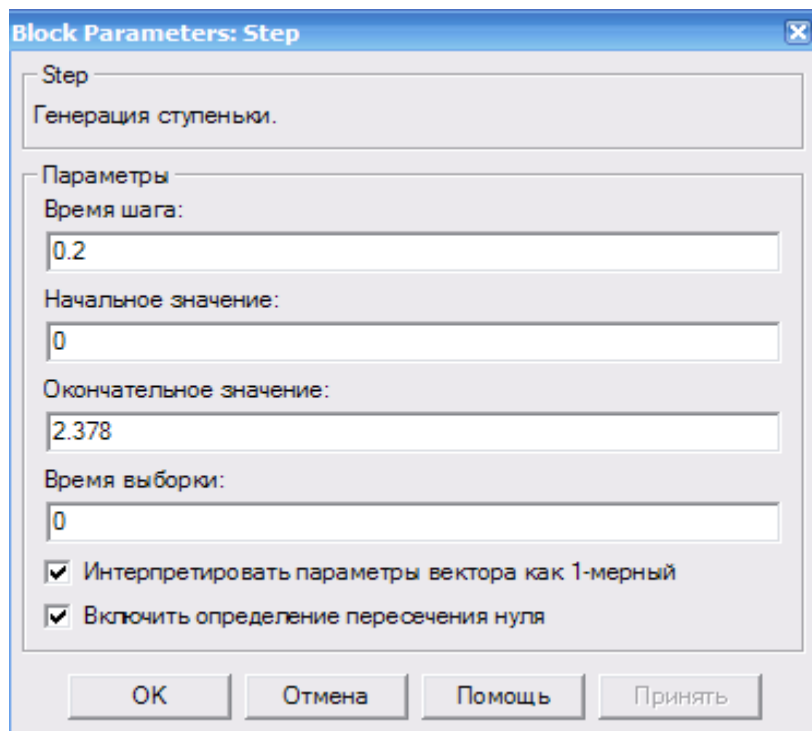 Block Parameters: Step
Step
Генерация ступеньки.
Параметры
Время шага:
0.2
Начальное значение:
0
Окончательное значение:
2.378
Время выборки:
0
Интерпретировать параметры вектора как 1-мерный
Включить определение пересечения нуля
OK Отмена Помощь Принять